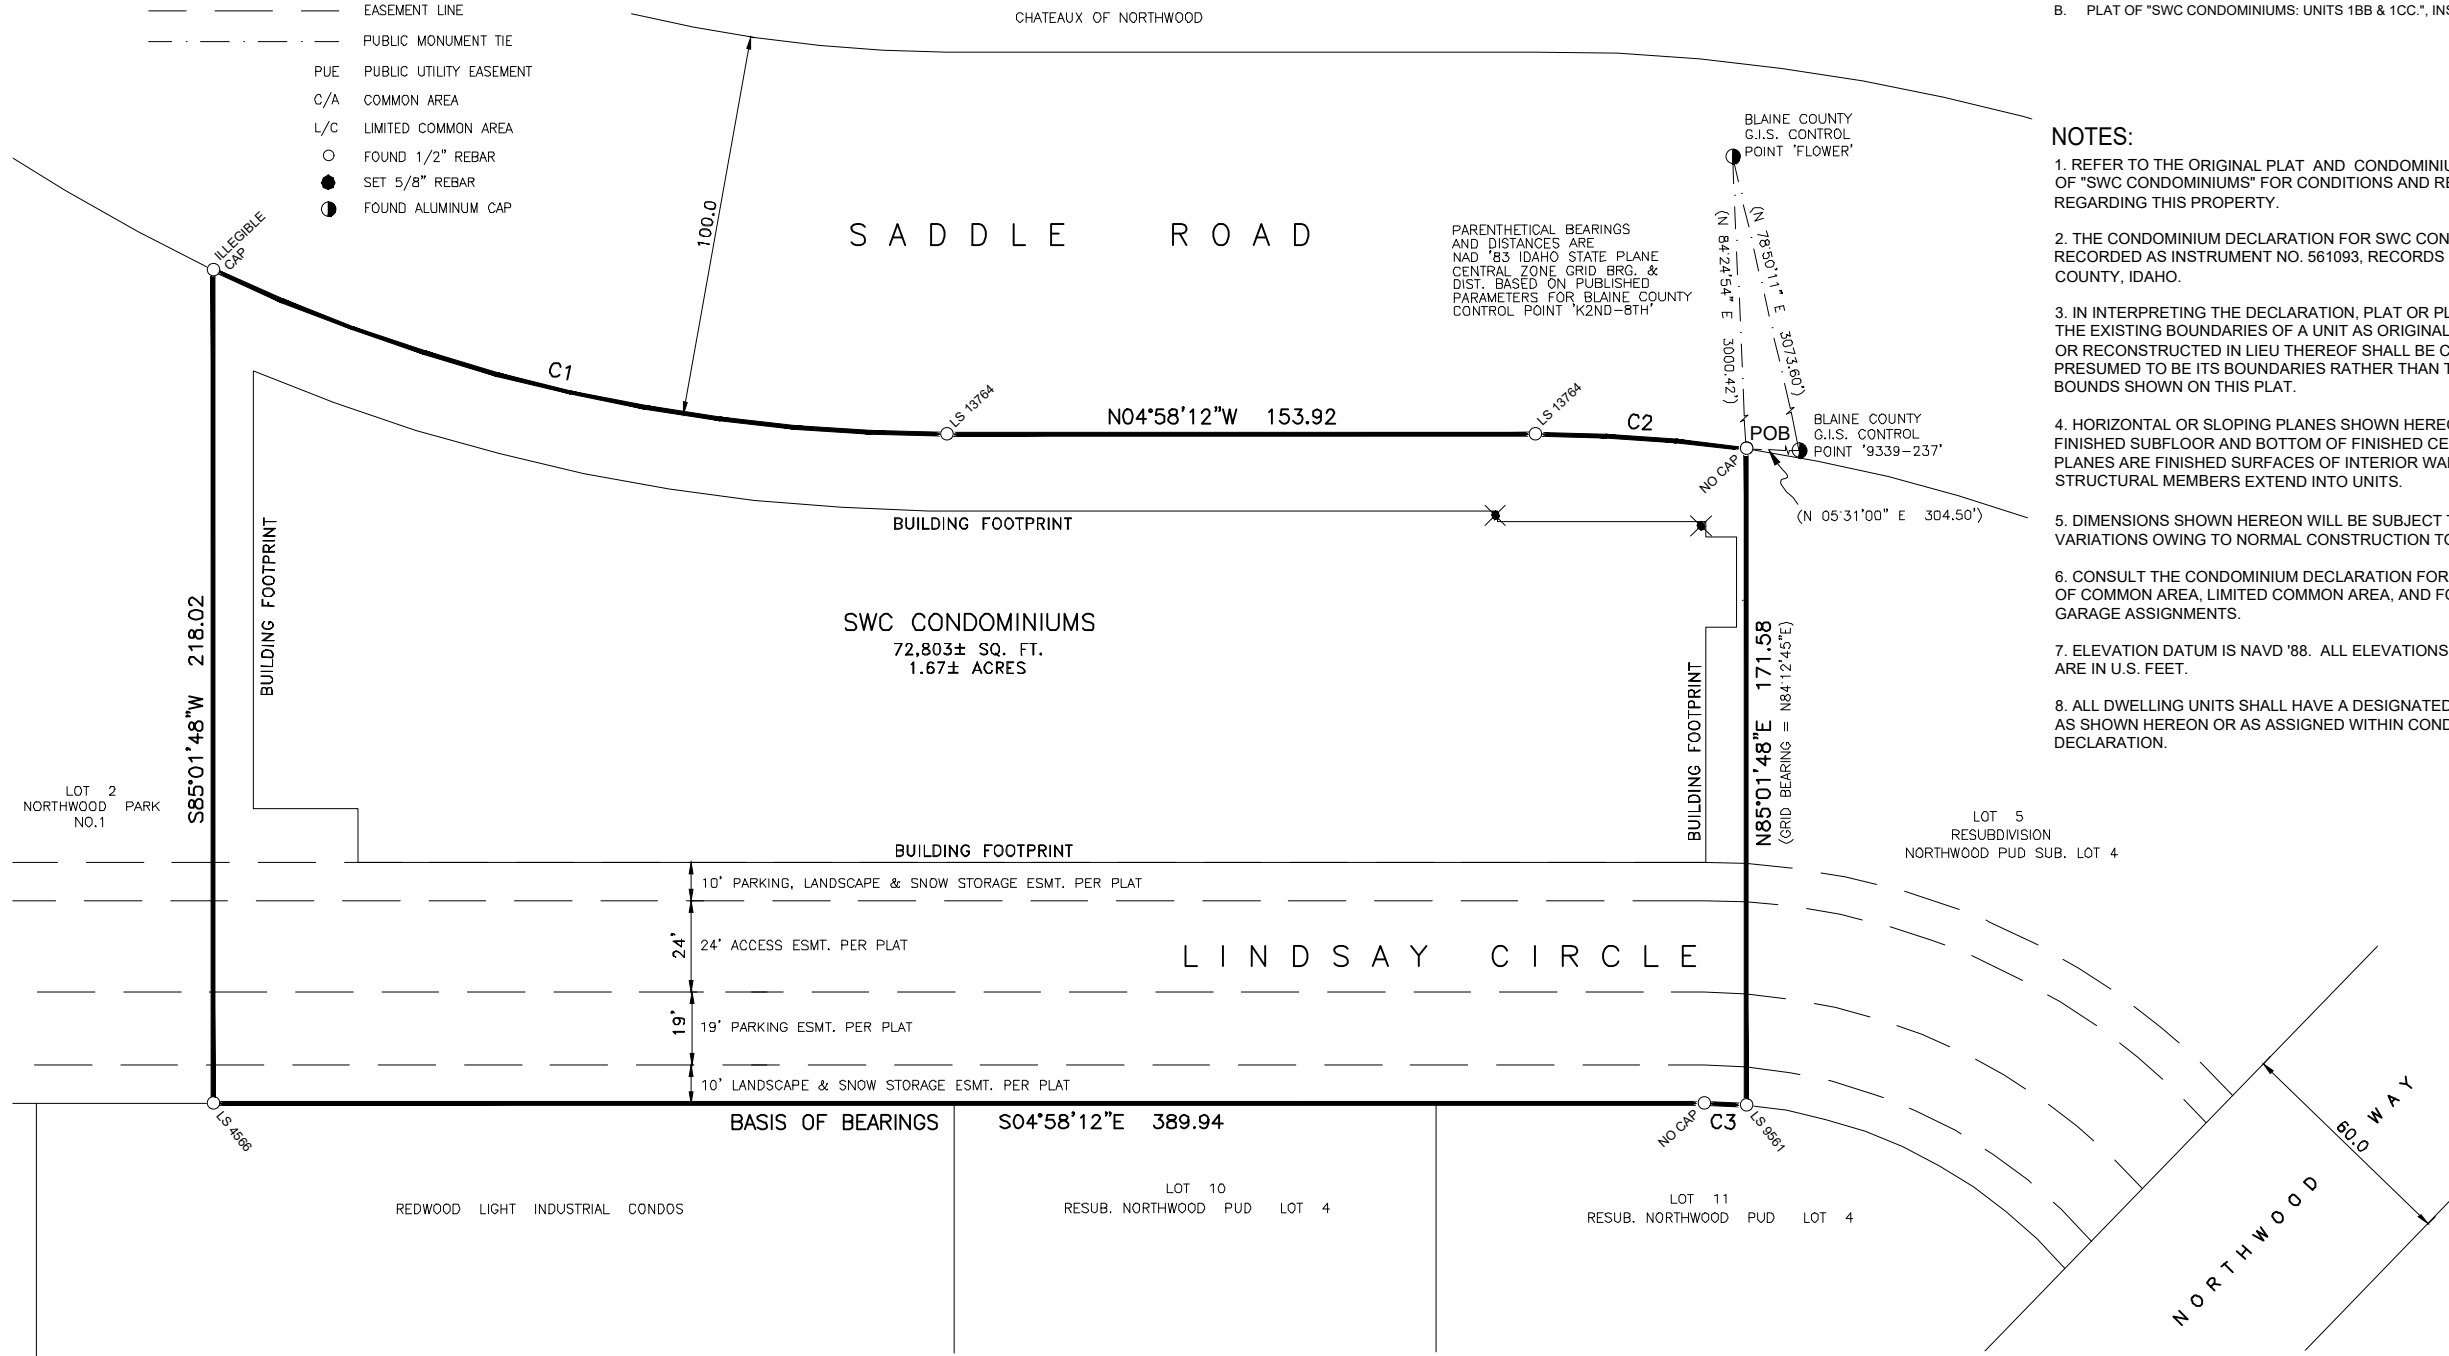 EASEMENT LINE
PUBLIC MONUMENT TIE
PUE PUBLIC UTILITY EASEMENT
C/A COMMON AREA
L/C LIMITED COMMON AREA
FOUND 1/2" REBAR
SET 5/8" REBAR
FOUND ALUMINUM CAP
CHATEAUX OF NORTHWOOD
B. PLAT OF "SWC CONDOMINIUMS: UNITS 1BB & 1CC.",
100.0
SADDLE ROAD
ILLEGIBLE
CAP
C1
LS 13764
N04°58'12"W 153.92
LS 13764
C2
PARENTHETICAL BEARINGS
AND DISTANCES ARE
NAD '83 IDAHO STATE PLANE
CENTRAL ZONE GRID BRG. &
DIST. BASED ON PUBLISHED
PARAMETERS FOR BLAINE COUNTY
CONTROL POINT 'K2ND-8TH'
BLAINE COUNTY
G.I.S. CONTROL
POINT 'FLOWER'
(N 84°24'54" E 3000.42')
(N 78°50'11" E 3073.60')
POB
NO CAP
BLAINE COUNTY
G.I.S. CONTROL
POINT '9339-237'
(N 05°31'00" E 304.50')
BUILDING FOOTPRINT
BUILDING FOOTPRINT
S85°01'48"W 218.02
SWC CONDOMINIUMS
72,803± SQ. FT.
1.67± ACRES
BUILDING FOOTPRINT
N85°01'48"E 171.58
(GRID BEARING = N84°12'45"E)
LOT 2
NORTHWOOD PARK
NO.1
BUILDING FOOTPRINT
10' PARKING, LANDSCAPE & SNOW STORAGE ESMT. PER PLAT
24'
24' ACCESS ESMT. PER PLAT
LINDSAY CIRCLE
19'
19' PARKING ESMT. PER PLAT
10' LANDSCAPE & SNOW STORAGE ESMT. PER PLAT
LS 4566
BASIS OF BEARINGS S04°58'12"E 389.94
NO CAP
C3
LS 9561
LOT 5
RESUBDIVISION
NORTHWOOD PUD SUB. LOT 4
REDWOOD LIGHT INDUSTRIAL CONDOS
LOT 10
RESUB. NORTHWOOD PUD LOT 4
LOT 11
RESUB. NORTHWOOD PUD LOT 4
60.0
NORTHWOOD WAY
NOTES:
1. REFER TO THE ORIGINAL PLAT AND
OF "SWC CONDOMINIUMS" FOR CONDITIONS AND
REGARDING THIS PROPERTY.
2. THE CONDOMINIUM DECLARATION FOR SWC
RECORDED AS INSTRUMENT NO. 561093, RECORDS
COUNTY, IDAHO.
3. IN INTERPRETING THE DECLARATION, PLAT OR
THE EXISTING BOUNDARIES OF A UNIT AS
OR RECONSTRUCTED IN LIEU THEREOF SHALL BE
PRESUMED TO BE ITS BOUNDARIES RATHER THAN
BOUNDS SHOWN ON THIS PLAT.
4. HORIZONTAL OR SLOPING PLANES SHOWN
FINISHED SUBFLOOR AND BOTTOM OF FINISHED
PLANES ARE FINISHED SURFACES OF INTERIOR
STRUCTURAL MEMBERS EXTEND INTO UNITS.
5. DIMENSIONS SHOWN HEREON WILL BE SUBJECT
VARIATIONS OWING TO NORMAL CONSTRUCTION
6. CONSULT THE CONDOMINIUM DECLARATION FOR
OF COMMON AREA, LIMITED COMMON AREA, AND
GARAGE ASSIGNMENTS.
7. ELEVATION DATUM IS NAVD '88. ALL ELEVATIONS
ARE IN U.S. FEET.
8. ALL DWELLING UNITS SHALL HAVE A DESIGNATED
AS SHOWN HEREON OR AS ASSIGNED WITHIN
DECLARATION.